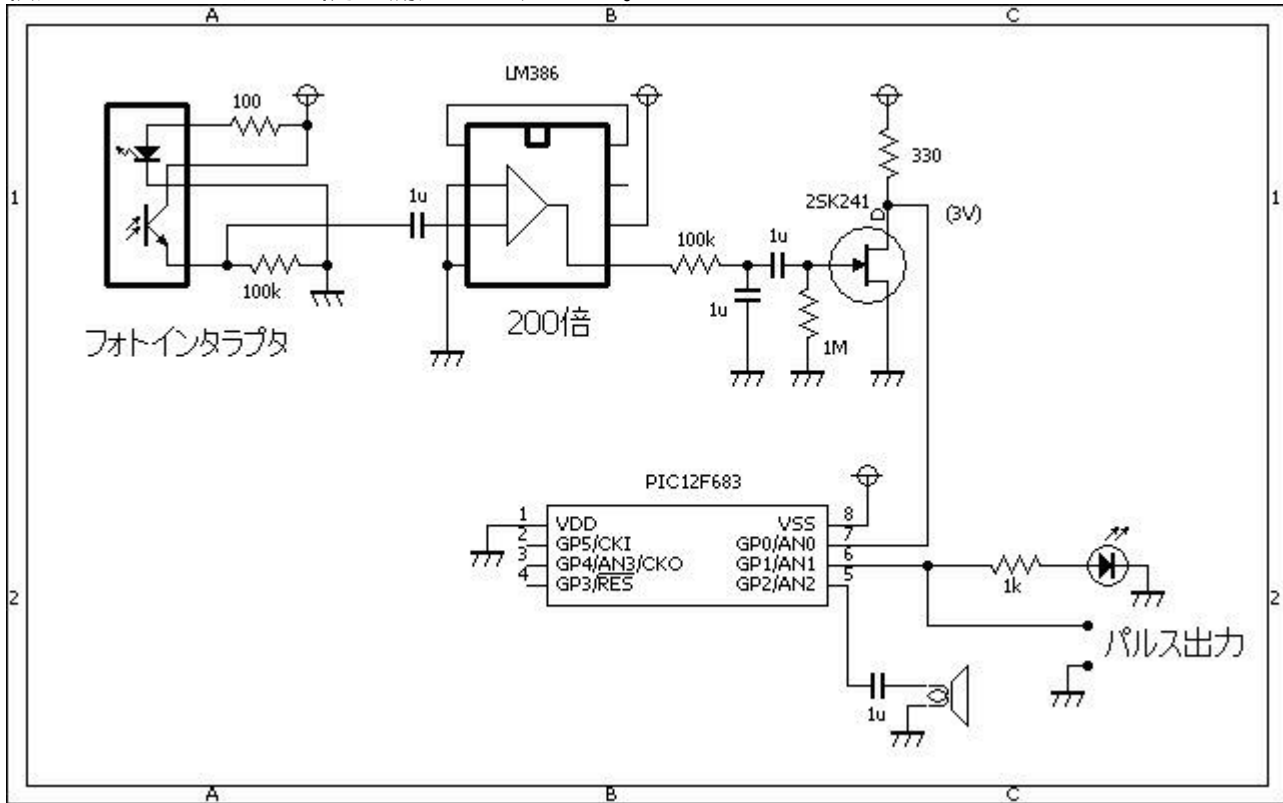 A B C
LM386
100
330
1 1
1u
2SK241
D
(3V)
100k
1u
100k
1u
200倍
フォトインタラプタ
1M
PIC12F683
1 VDD VSS 8
2 GP5/CKI GP0/AN0 7
3 GP4/AN3/CKO GP1/AN1 6
4 GP3/RES GP2/AN2 5
1k
2 2
パルス出力
1u
A B C